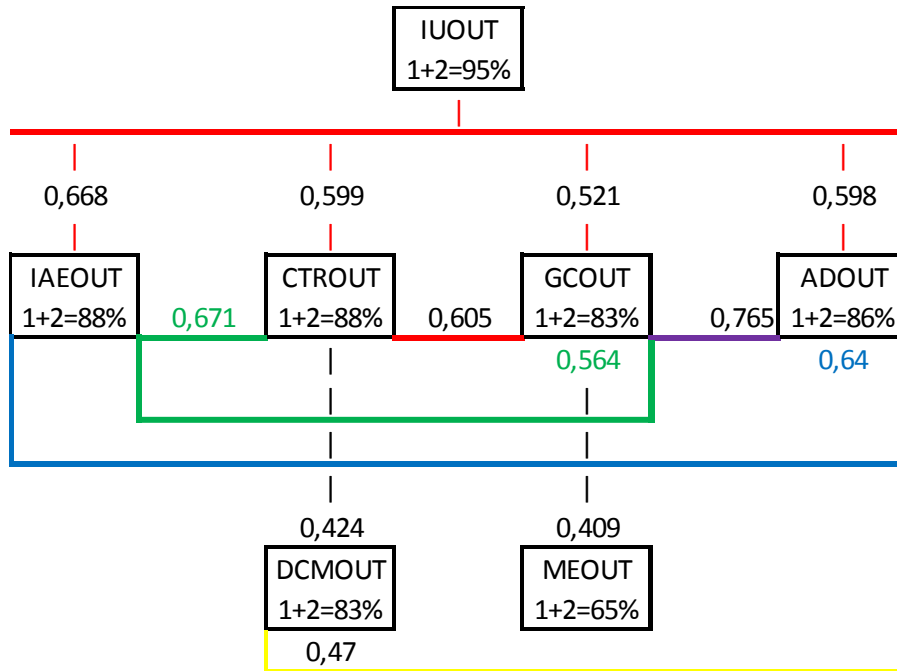 IUOUT
1+2=95%
0,668 0,599 0,521 0,598
IAEOUT CTROUT GCOUT ADOUT
1+2=88% 0,671 1+2=88% 0,605 1+2=83% 0,765 1+2=86%
0,564 0,64
0,424 0,409
DCMOUT MEOUT
1+2=83% 1+2=65%
0,47